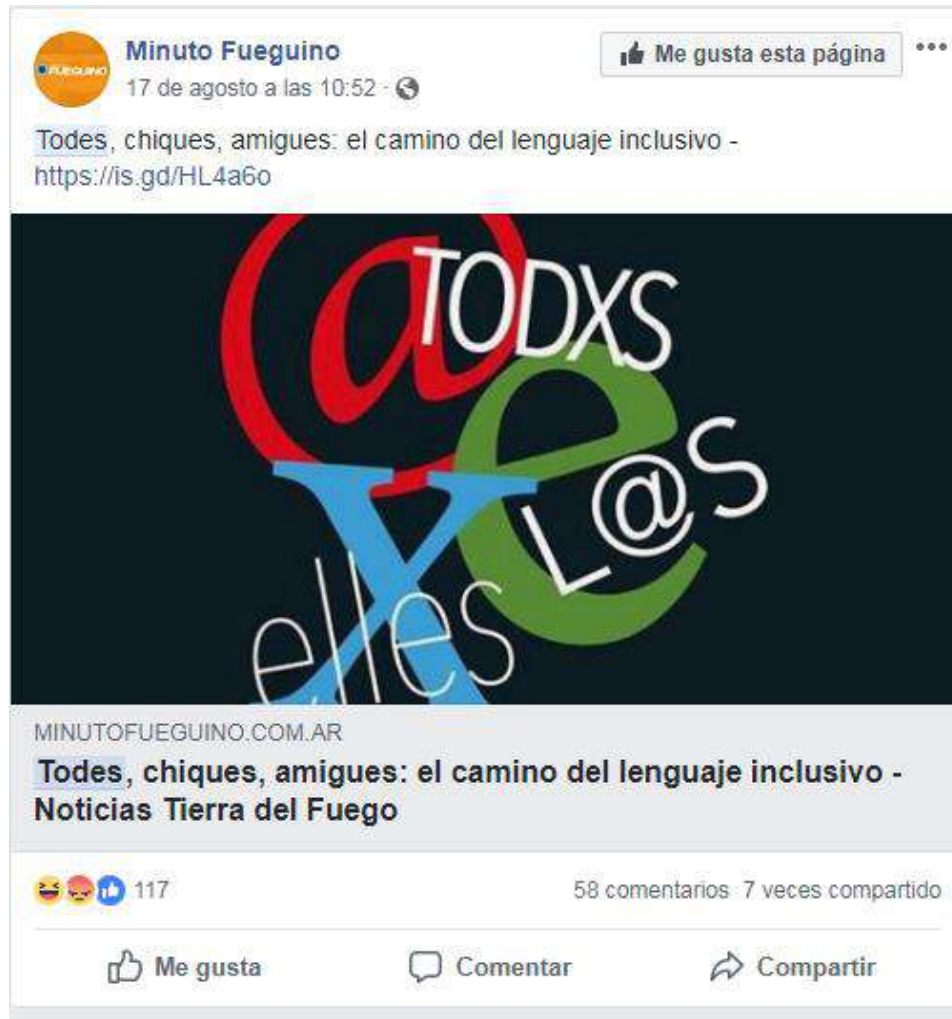 FUEGUINO
Minuto Fueguino
Me gusta esta página
17 de agosto a las 10:52 ·
Todes, chiques, amigues: el camino del lenguaje inclusivo -
https://is.gd/HL4a6o
@
TODXS
e
L@S
x
elles
MINUTOFUEGUINO.COM.AR
Todes, chiques, amigues: el camino del lenguaje inclusivo -
Noticias Tierra del Fuego
117
58 comentarios 7 veces compartido
Me gusta
Comentar
Compartir